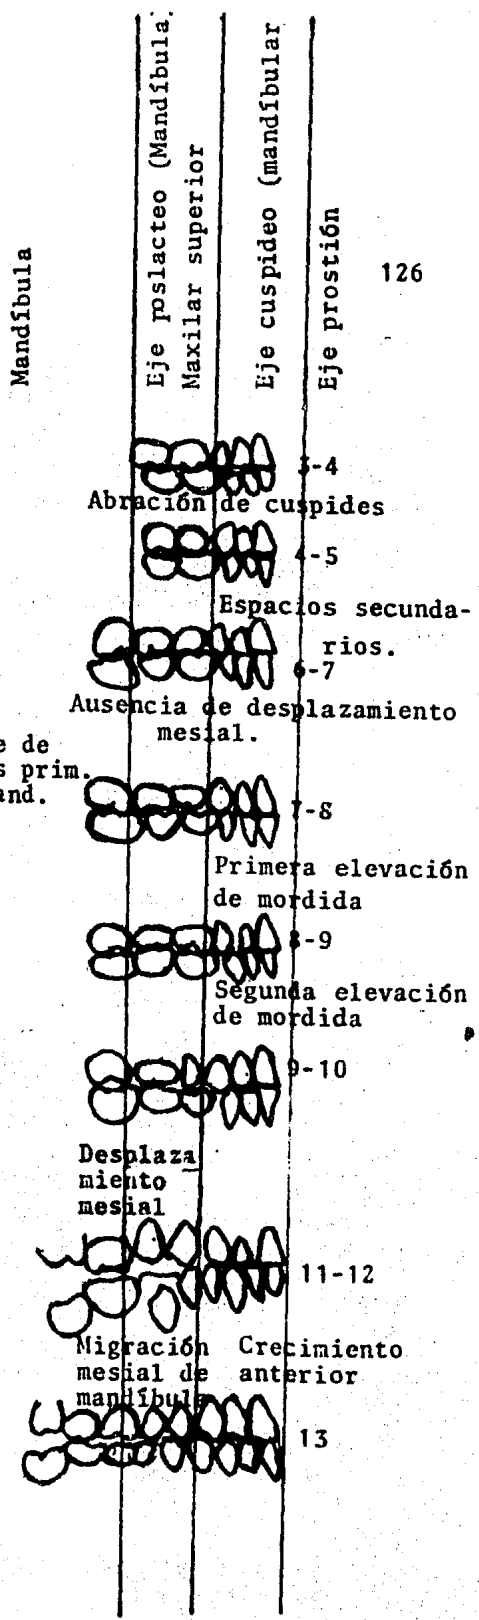 Mandíbula
Eje poslacteo (Mandíbula.
Maxilar superior
Eje cuspideo (mandibular
Eje prostión
126
3-4
Abración de cuspides
4-5
Espacios secunda-
rios.
6-7
Ausencia de desplazamiento
mesial.
e de
s prim.
and.
7-8
Primera elevación
de mordida
8-9
Segunda elevación
de mordida
9-10
Desplaza
miento
mesial
11-12
Migración
mesial de
mandíbula
Crecimiento
anterior
13